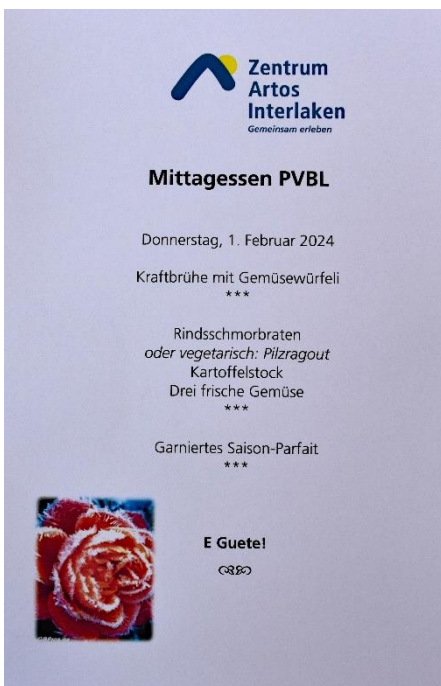 Zentrum
Artos
Interlaken
Gemeinsam erleben
Mittagessen PVBL
Donnerstag, 1. Februar 2024
Kraftbrühe mit Gemüsewürfeli
***
Rindsschmorbraten
oder vegetarisch: Pilzragout
Kartoffelstock
Drei frische Gemüse
***
Garniertes Saison-Parfait
***
E Guete!